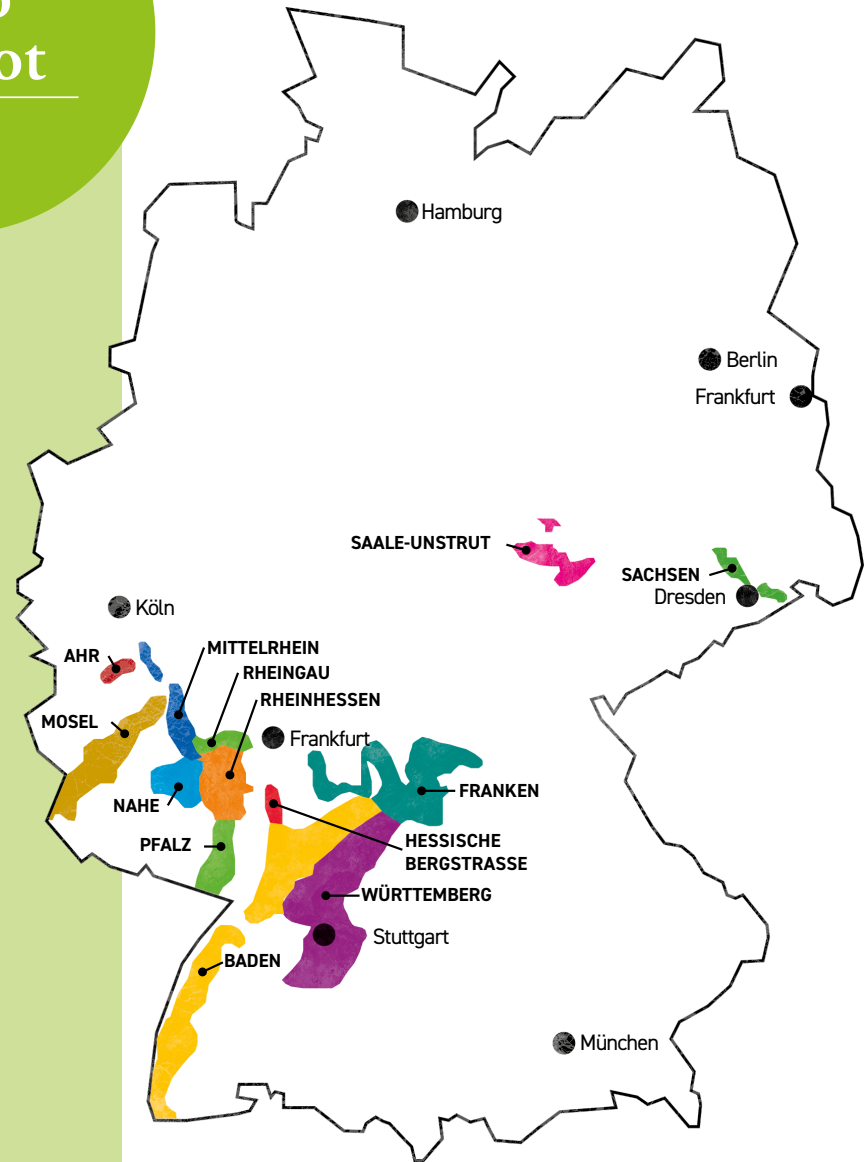 Hamburg
Berlin
Frankfurt
SAALE-UNSTRUT
SACHSEN
Dresden
Köln
AHR
MITTELRHEIN
RHEINGAU
RHEINHESSEN
MOSEL
Frankfurt
NAHE
FRANKEN
PFALZ
HESSISCHE
BERGSTRASSE
WÜRTTEMBERG
Stuttgart
BADEN
München